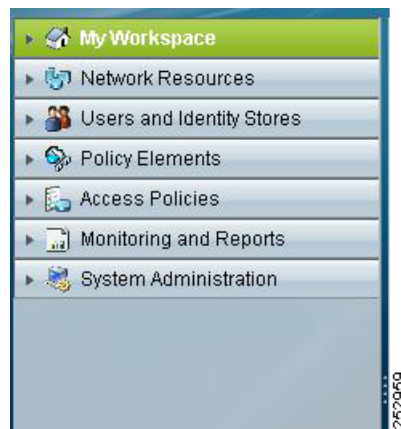 My Workspace
Network Resources
Users and Identity Stores
Policy Elements
Access Policies
Monitoring and Reports
System Administration
252959